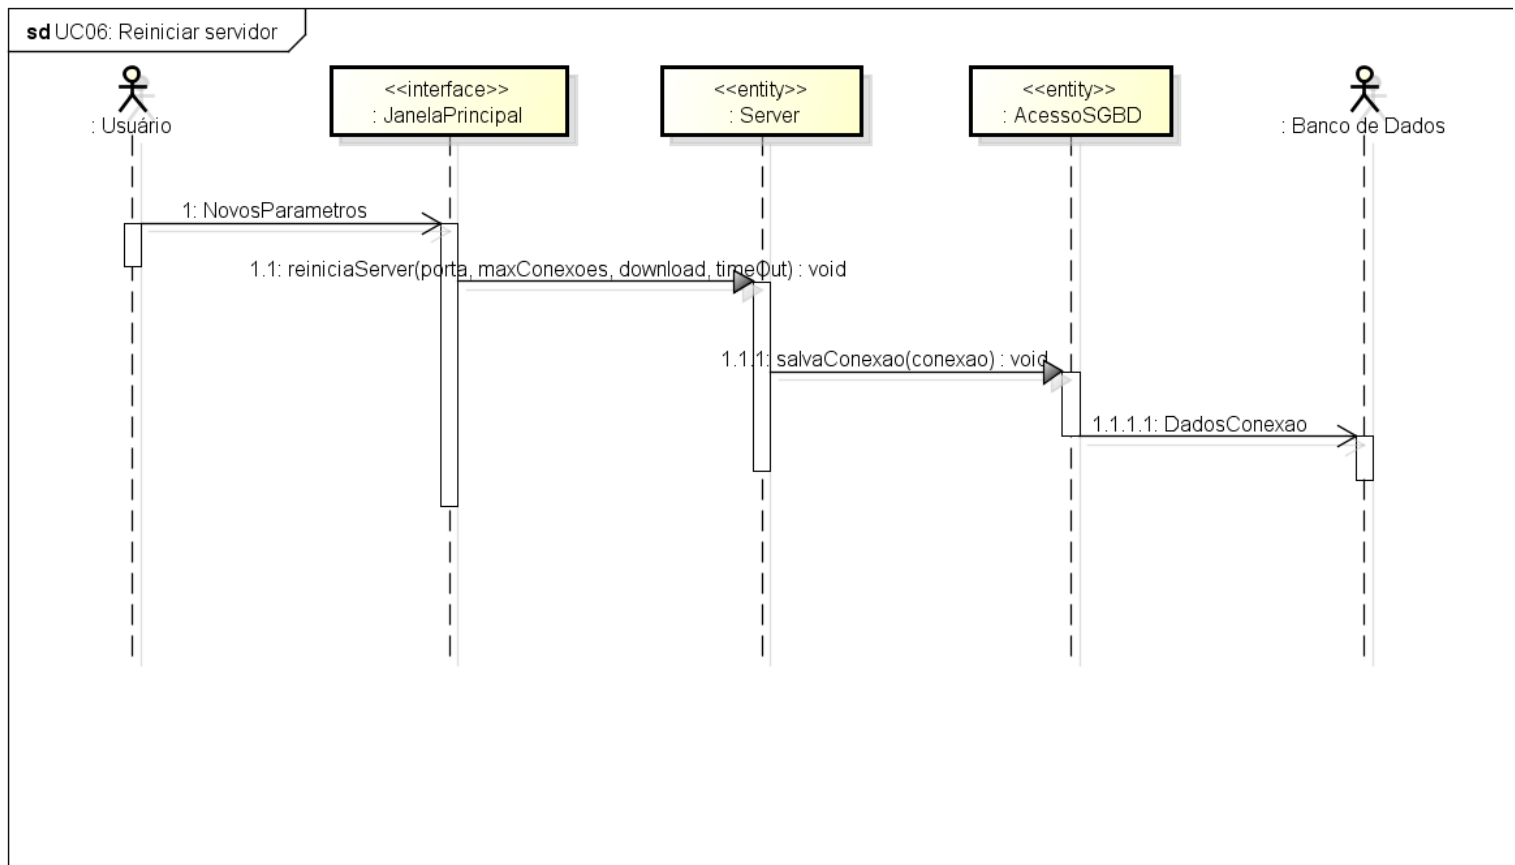 sd UC06: Reiniciar servidor
: Usuário
<<interface>>
: JanelaPrincipal
<<entity>>
: Server
<<entity>>
: AcessoSGBD
: Banco de Dados
1: NovosParametros
1.1: reiniciaServer(porta, maxConexoes, download, timeOut) : void
1.1.1: salvaConexao(conexao) : void
1.1.1.1: DadosConexao